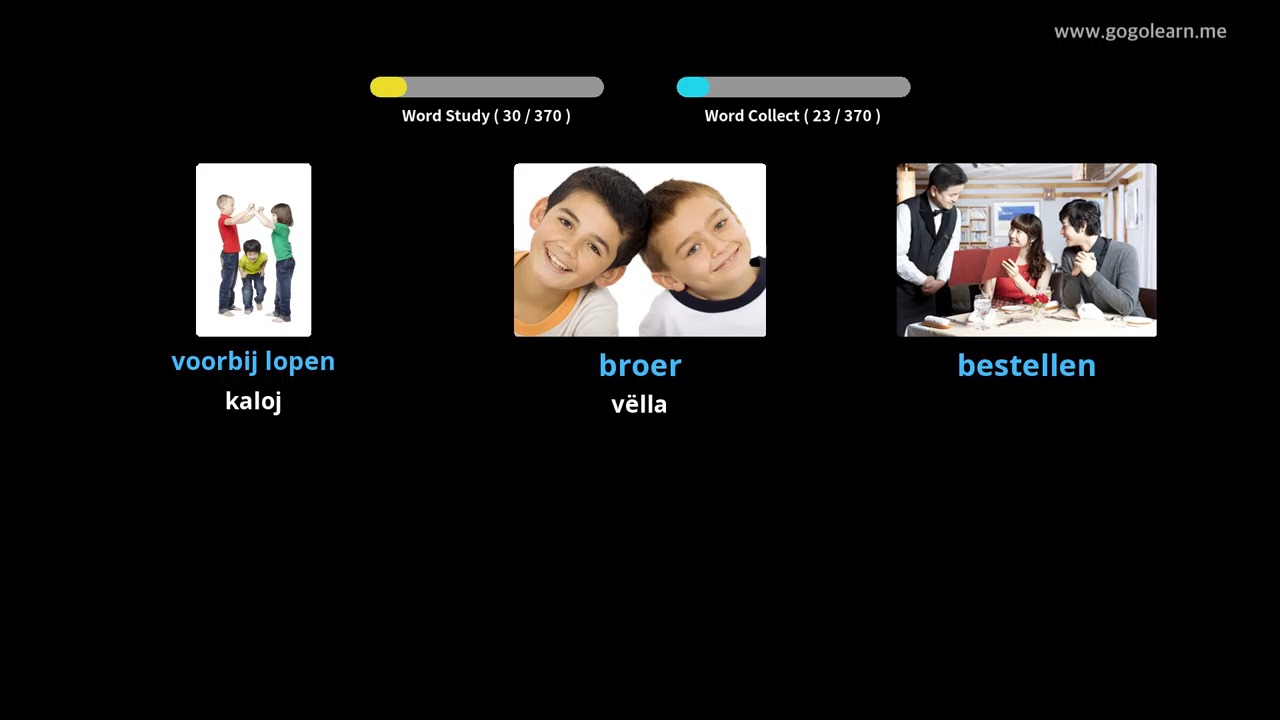 www.gogolearn.me
Word Study ( 30 / 370 )
Word Collect ( 23 / 370 )
voorbij lopen
kaloj
broer
vëlla
bestellen